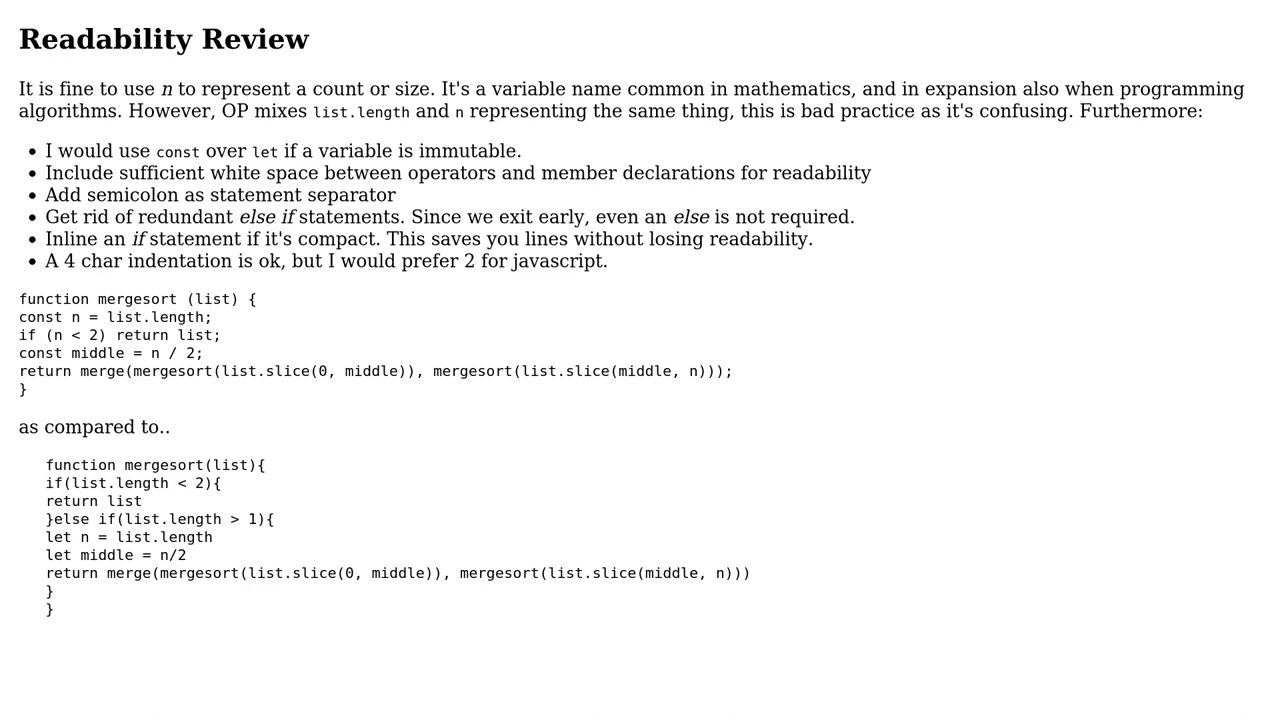 Readability Review
It is fine to use n to represent a count or size. It's a variable name common in mathematics, and in expansion also when programming
algorithms. However, OP mixes list.length and n representing the same thing, this is bad practice as it's confusing. Furthermore:
• I would use const over let if a variable is immutable.
• Include sufficient white space between operators and member declarations for readability
• Add semicolon as statement separator
• Get rid of redundant else if statements. Since we exit early, even an else is not required.
• Inline an if statement if it's compact. This saves you lines without losing readability.
• A 4 char indentation is ok, but I would prefer 2 for javascript.
function mergesort (list) {
const n = list.length;
if (n < 2) return list;
const middle = n / 2;
return merge(mergesort(list.slice(0, middle)), mergesort(list.slice(middle, n)));
}
as compared to..
function mergesort(list){
if(list.length < 2){
return list
}else if(list.length > 1){
let n = list.length
let middle = n/2
return merge(mergesort(list.slice(0, middle)), mergesort(list.slice(middle, n)))
}
}